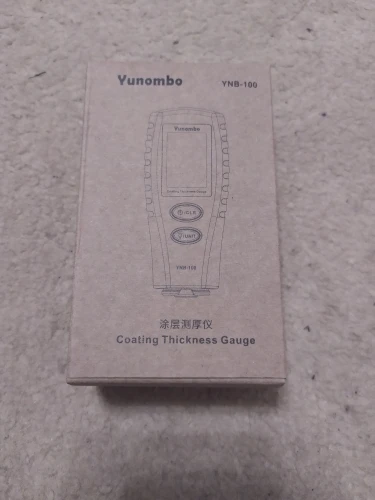 Yunombo YNB-100
Yunombo
YNB-100
涂层测厚仪
Coating Thickness Gauge